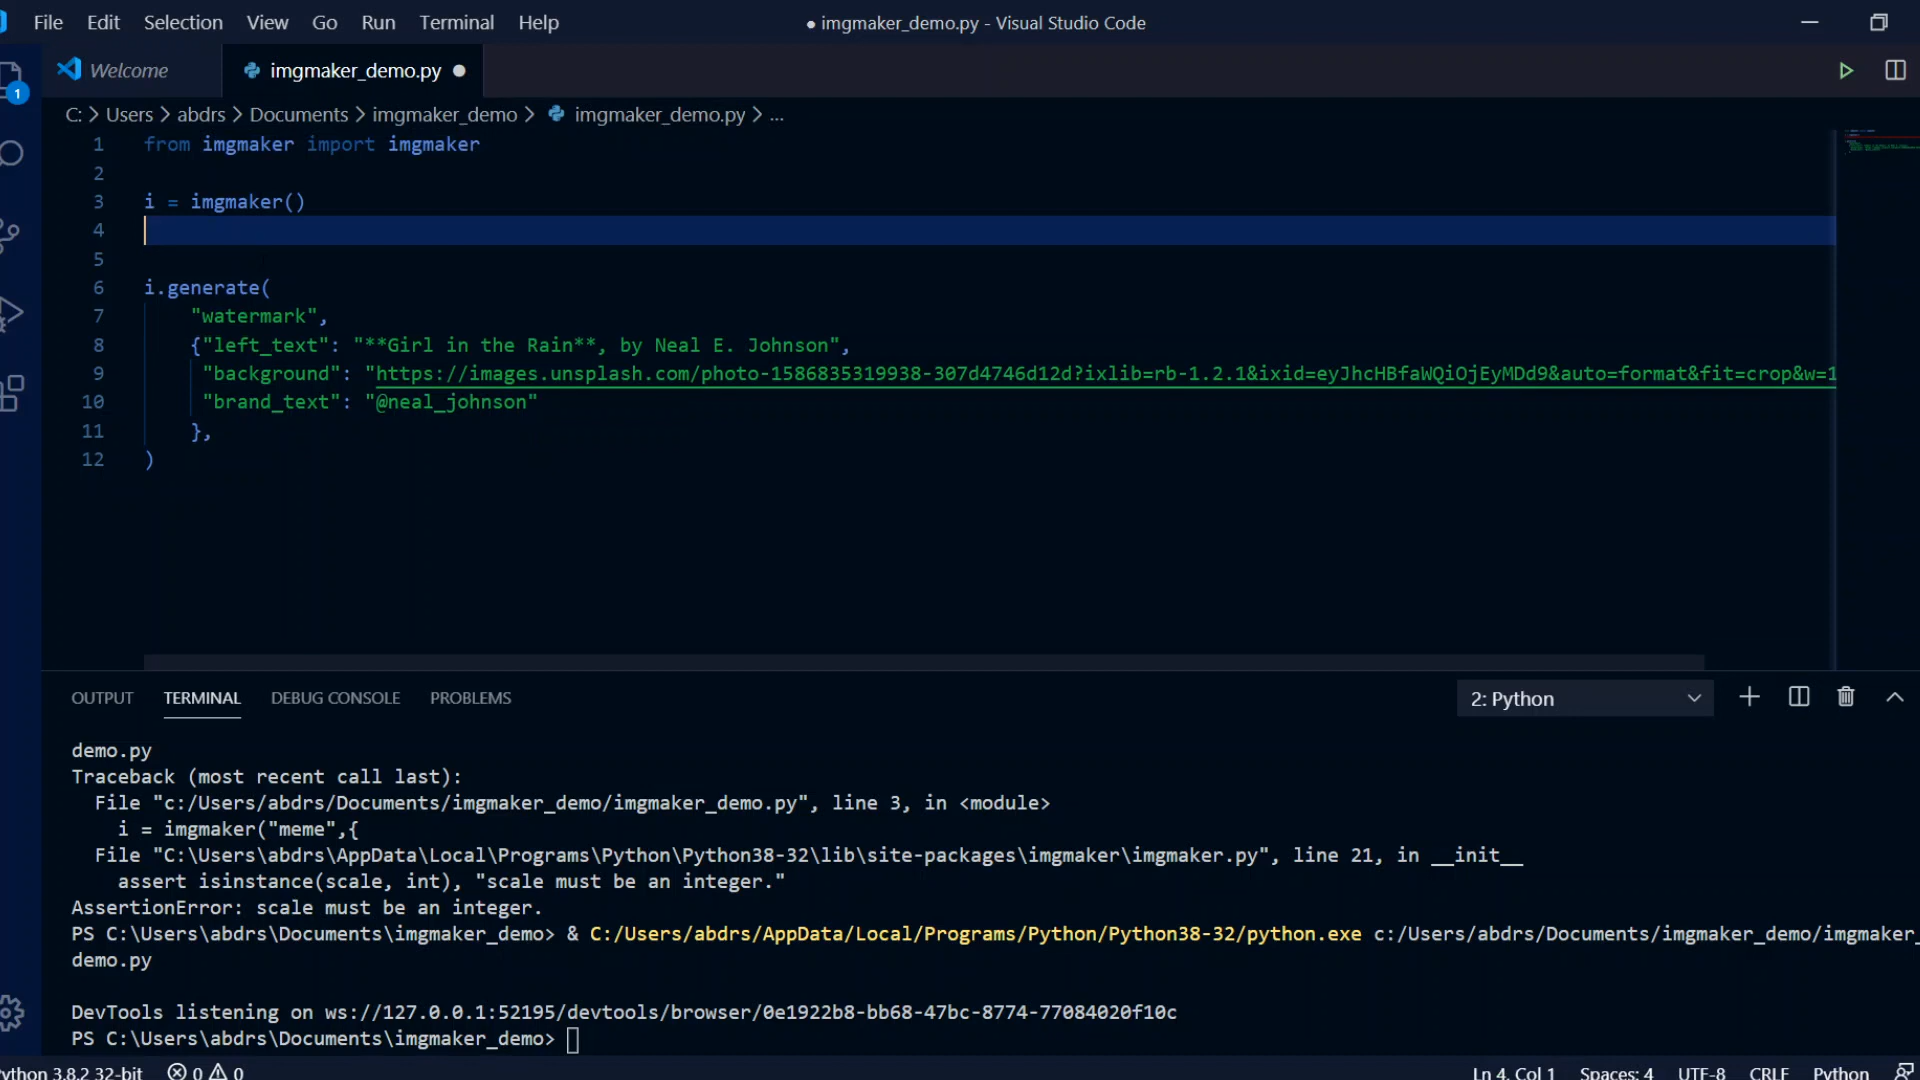 File Edit Selection View Go Run Terminal Help
● imgmaker_demo.py - Visual Studio Code
Welcome
imgmaker_demo.py ●
1
C: > Users > abdrs > Documents > imgmaker_demo > imgmaker_demo.py > ...
1 from imgmaker import imgmaker
2
3 i = imgmaker()
4
5
6 i.generate(
7 "watermark",
8 {"left_text": "**Girl in the Rain**, by Neal E. Johnson",
9 "background": "https://images.unsplash.com/photo-1586835319938-307d4746d12d?ixlib=rb-1.2.1&ixid=eyJhcHBfaWQiOjEyMDd9&auto=format&fit=crop&w=1
10 "brand_text": "@neal_johnson"
11 },
12 )
OUTPUT TERMINAL DEBUG CONSOLE PROBLEMS
2: Python
demo.py
Traceback (most recent call last):
File "c:/Users/abdrs/Documents/imgmaker_demo/imgmaker_demo.py", line 3, in <module>
i = imgmaker("meme",{
File "C:\Users\abdrs\AppData\Local\Programs\Python\Python38-32\lib\site-packages\imgmaker\imgmaker.py", line 21, in __init__
assert isinstance(scale, int), "scale must be an integer."
AssertionError: scale must be an integer.
PS C:\Users\abdrs\Documents\imgmaker_demo> & C:/Users/abdrs/AppData/Local/Programs/Python/Python38-32/python.exe c:/Users/abdrs/Documents/imgmaker_demo/imgmaker_
demo.py
DevTools listening on ws://127.0.0.1:52195/devtools/browser/0e1922b8-bb68-47bc-8774-77084020f10c
PS C:\Users\abdrs\Documents\imgmaker_demo>
ython 3.8.2 32-bit 0 0 Ln 4, Col 1 Spaces: 4 UTF-8 CRLF Python